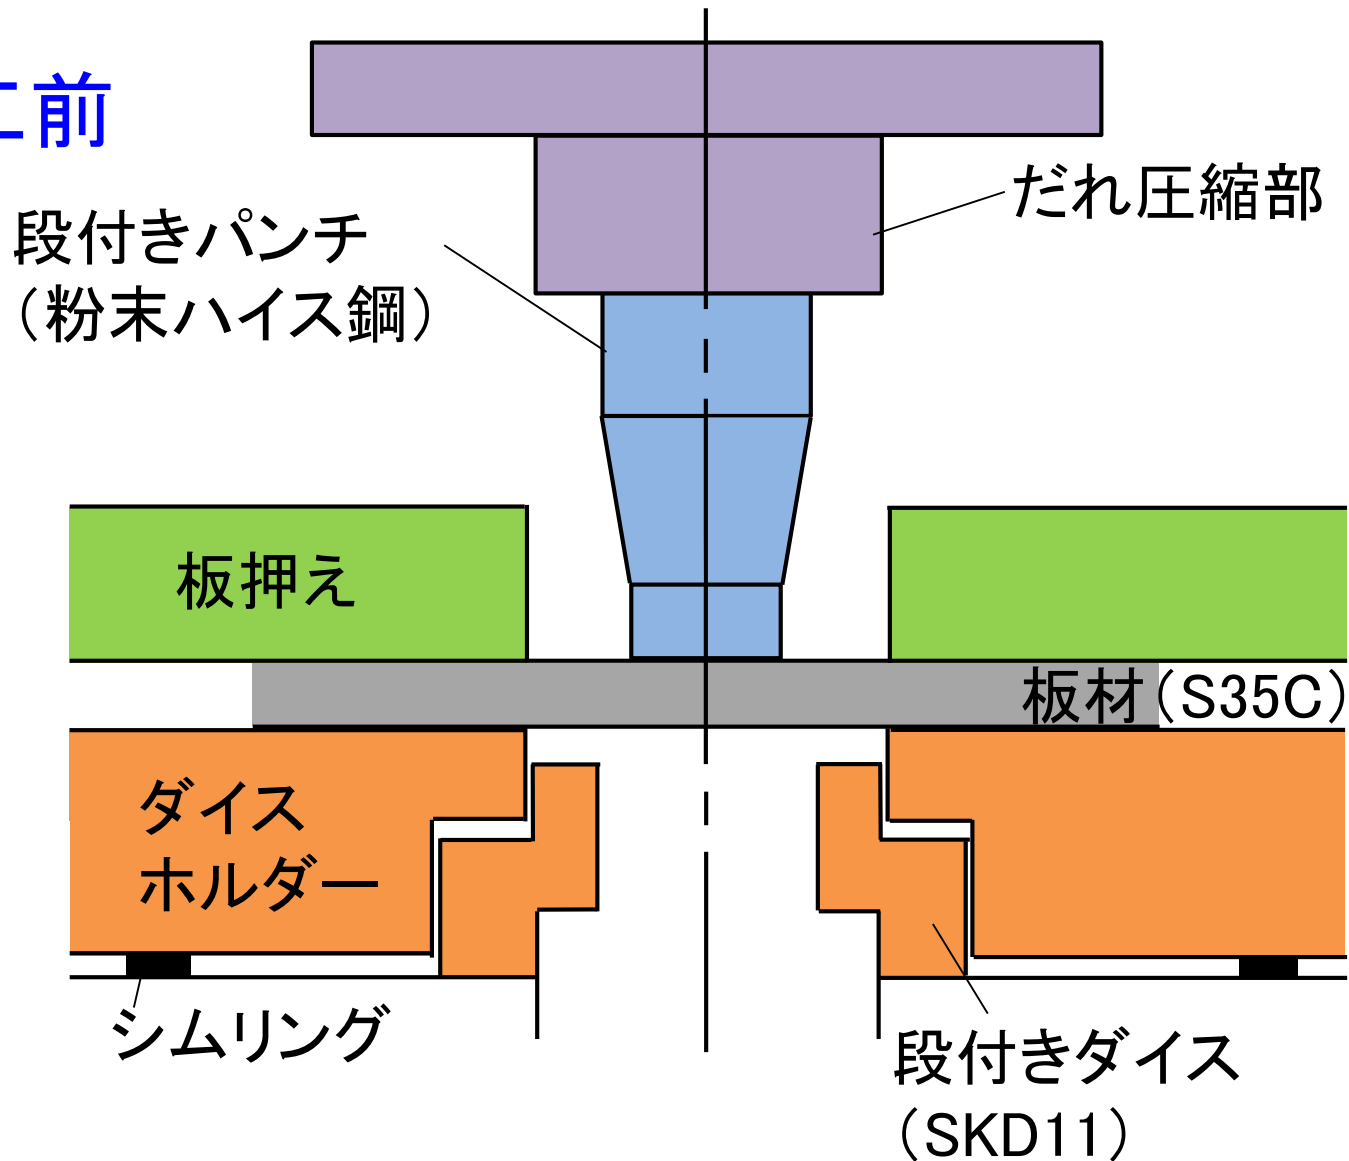 前
だれ圧縮部
段付きパンチ
（粉末ハイス鋼）
板押え
板材（S35C）
ダイス
ホルダー
シムリング
段付きダイス
（SKD11）